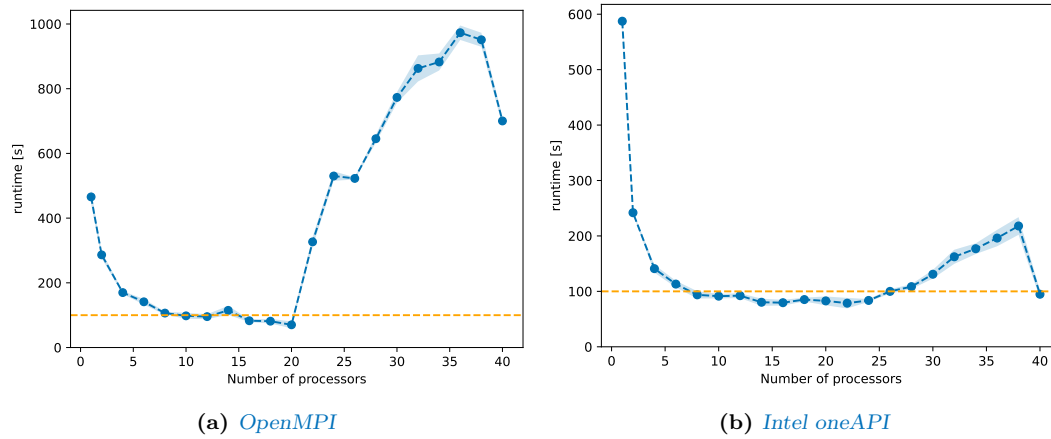 1000
800
600
400
200
0
runtime [s]
0 5 10 15 20 25 30 35 40
Number of processors
(a) OpenMPI
600
500
400
300
200
100
0
runtime [s]
0 5 10 15 20 25 30 35 40
Number of processors
(b) Intel oneAPI